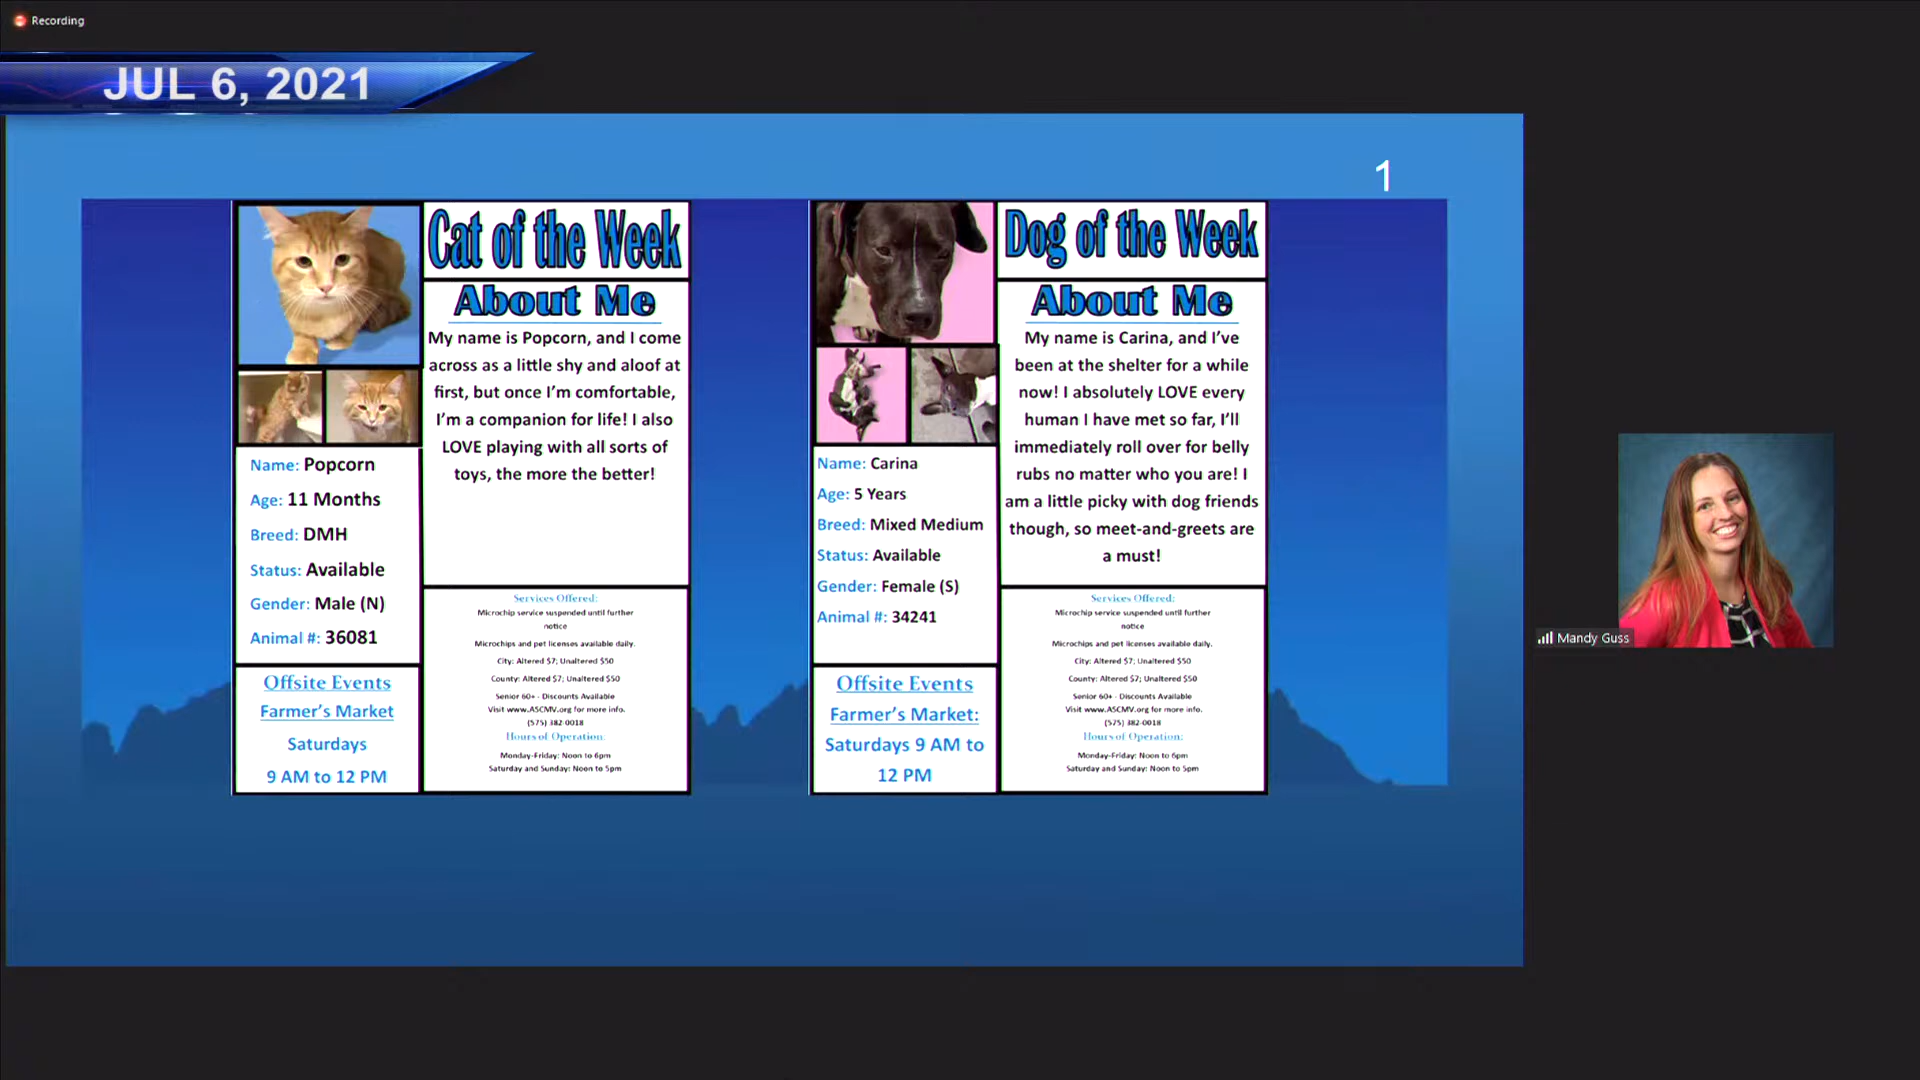 Recording
JUL 6, 2021
1
Cat of the Week
About Me
My name is Popcorn, and I come
across as a little shy and aloof at
first, but once I'm comfortable,
I'm a companion for life! I also
LOVE playing with all sorts of
toys, the more the better!
Name: Popcorn
Age: 11 Months
Breed: DMH
Status: Available
Gender: Male (N)
Animal #: 36081
Offsite Events
Farmer's Market
Saturdays
9 AM to 12 PM
Services Offered:
Microchip service suspended until further
notice
Microchips and pet licenses available daily.
City: Altered $7; Unaltered $50
County: Altered $7; Unaltered $50
Senior 60+ - Discounts Available
Visit www.ASCMV.org for more info.
(575) 382-0018
Hours of Operation:
Monday-Friday: Noon to 6pm
Saturday and Sunday: Noon to 5pm
Dog of the Week
About Me
My name is Carina, and I've
been at the shelter for a while
now! I absolutely LOVE every
human I have met so far, I'll
immediately roll over for belly
rubs no matter who you are! I
am a little picky with dog friends
though, so meet-and-greets are
a must!
Name: Carina
Age: 5 Years
Breed: Mixed Medium
Status: Available
Gender: Female (S)
Animal #: 34241
Offsite Events
Farmer's Market:
Saturdays 9 AM to
12 PM
Services Offered:
Microchip service suspended until further
notice
Microchips and pet licenses available daily.
City: Altered $7; Unaltered $50
County: Altered $7; Unaltered $50
Senior 60+ - Discounts Available
Visit www.ASCMV.org for more info.
(575) 382-0018
Hours of Operation:
Monday-Friday: Noon to 6pm
Saturday and Sunday: Noon to 5pm
Mandy Guss